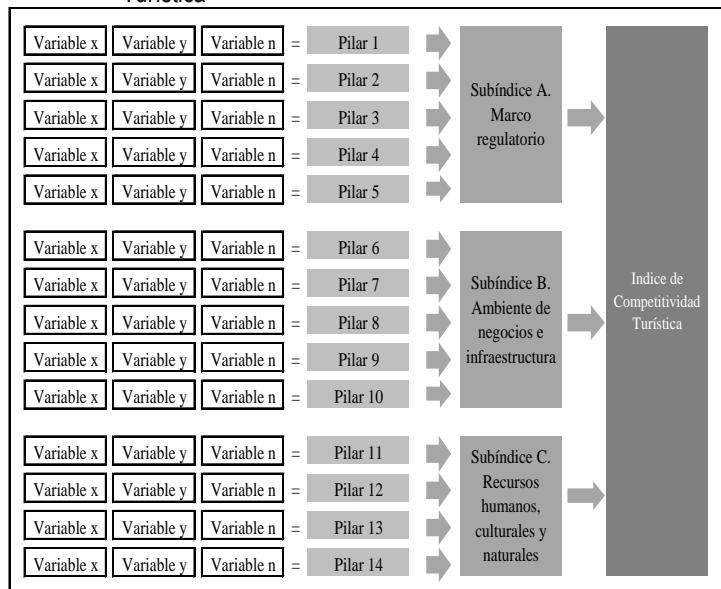 Turística
Variable x Variable y Variable n = Pilar 1
Variable x Variable y Variable n = Pilar 2
Variable x Variable y Variable n = Pilar 3
Variable x Variable y Variable n = Pilar 4
Variable x Variable y Variable n = Pilar 5
Subíndice A.
Marco
regulatorio
Variable x Variable y Variable n = Pilar 6
Variable x Variable y Variable n = Pilar 7
Variable x Variable y Variable n = Pilar 8
Variable x Variable y Variable n = Pilar 9
Variable x Variable y Variable n = Pilar 10
Subíndice B.
Ambiente de
negocios e
infraestructura
Variable x Variable y Variable n = Pilar 11
Variable x Variable y Variable n = Pilar 12
Variable x Variable y Variable n = Pilar 13
Variable x Variable y Variable n = Pilar 14
Subíndice C.
Recursos
humanos,
culturales y
naturales
Indice de
Competitividad
Turística